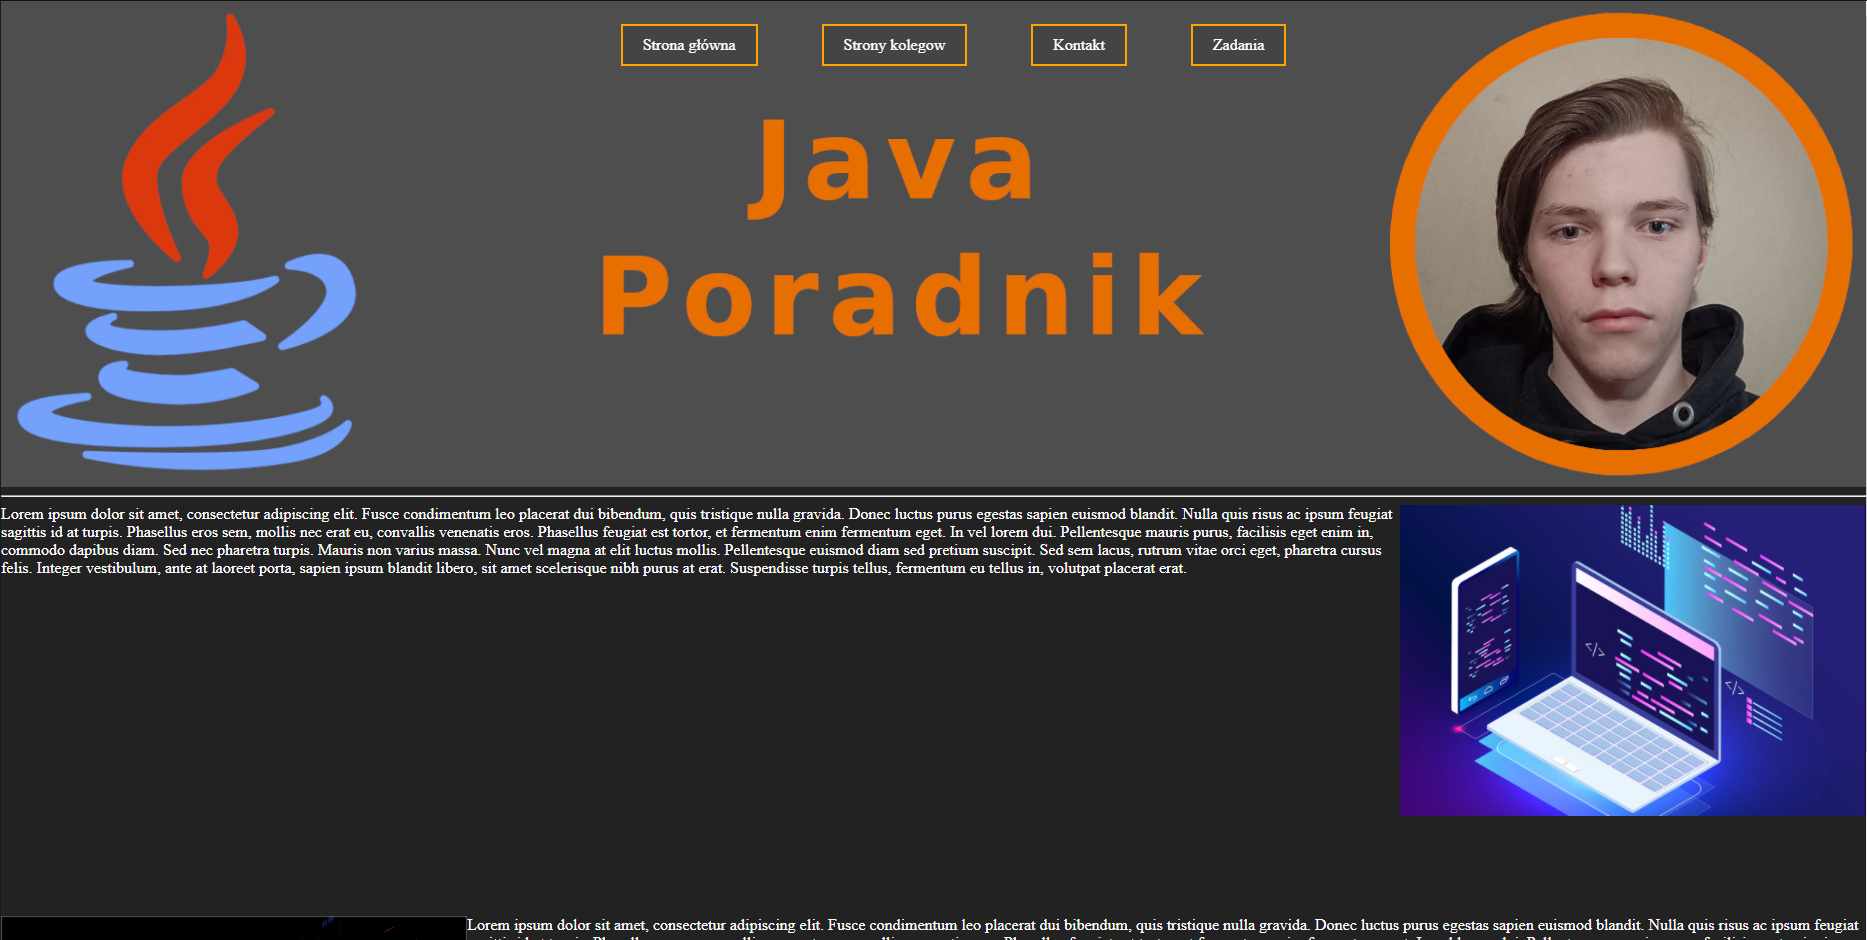 Strona główna
Strony kolegow
Kontakt
Zadania
Java
Poradnik
Lorem ipsum dolor sit amet, consectetur adipiscing elit. Fusce condimentum leo placerat dui bibendum, quis tristique nulla gravida. Donec luctus purus egestas sapien euismod blandit. Nulla quis risus ac ipsum feugiat
sagittis id at turpis. Phasellus eros sem, mollis nec erat eu, convallis venenatis eros. Phasellus feugiat est tortor, et fermentum enim fermentum eget. In vel lorem dui. Pellentesque mauris purus, facilisis eget enim in,
commodo dapibus diam. Sed nec pharetra turpis. Mauris non varius massa. Nunc vel magna at elit luctus mollis. Pellentesque euismod diam sed pretium suscipit. Sed sem lacus, rutrum vitae orci eget, pharetra cursus
felis. Integer vestibulum, ante at laoreet porta, sapien ipsum blandit libero, sit amet scelerisque nibh purus at erat. Suspendisse turpis tellus, fermentum eu tellus in, volutpat placerat erat.
</> 
</>
Lorem ipsum dolor sit amet, consectetur adipiscing elit. Fusce condimentum leo placerat dui bibendum, quis tristique nulla gravida. Donec luctus purus egestas sapien euismod blandit. Nulla quis risus ac ipsum feugiat